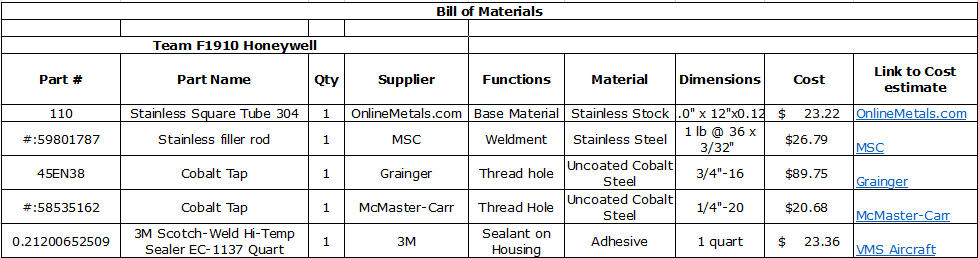 Bill of Materials
Team F1910 Honeywell
Part # Part Name Qty Supplier Functions Material Dimensions Cost Link to Cost estimate
110 Stainless Square Tube 304 1 OnlineMetals.com Base Material Stainless Stock .0" x 12"x0.12 $ 23.22 OnlineMetals.com
#:59801787 Stainless filler rod 1 MSC Weldment Stainless Steel 1 lb @ 36 x 3/32" $26.79 MSC
45EN38 Cobalt Tap 1 Grainger Thread hole Uncoated Cobalt Steel 3/4"-16 $89.75 Grainger
#:58535162 Cobalt Tap 1 McMaster-Carr Thread Hole Uncoated Cobalt Steel 1/4"-20 $20.68 McMaster-Carr
0.21200652509 3M Scotch-Weld Hi-Temp Sealer EC-1137 Quart 1 3M Sealant on Housing Adhesive 1 quart $ 23.36 VMS Aircraft